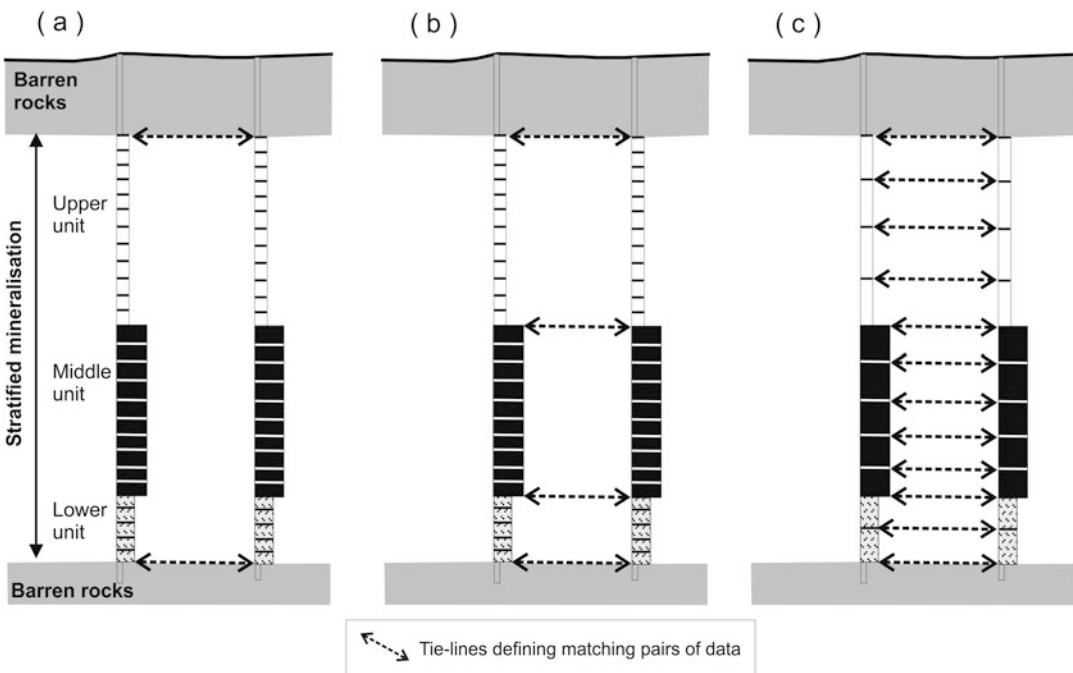 ( a )
( b )
( c )
Barren
rocks
Stratified mineralisation
Upper
unit
Middle
unit
Lower
unit
Barren rocks
Tie-lines defining matching pairs of data